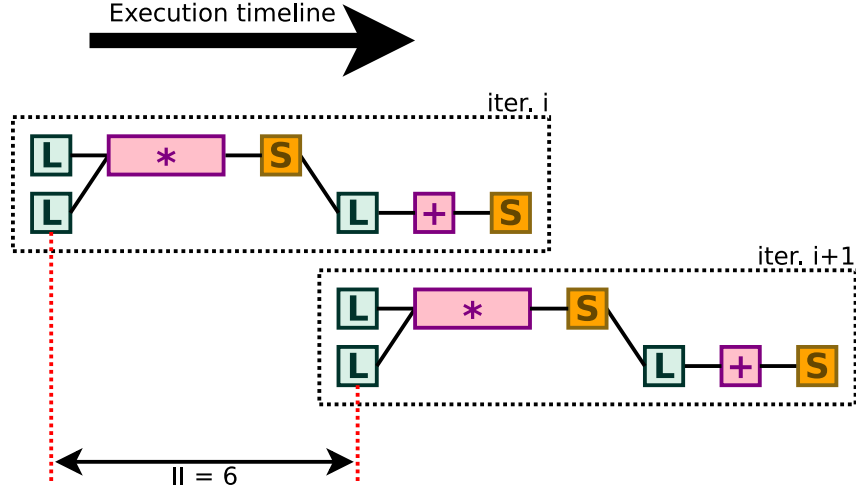 Execution timeline
iter. i
L * S
L L + S
iter. i+1
L * S
L L + S
II = 6